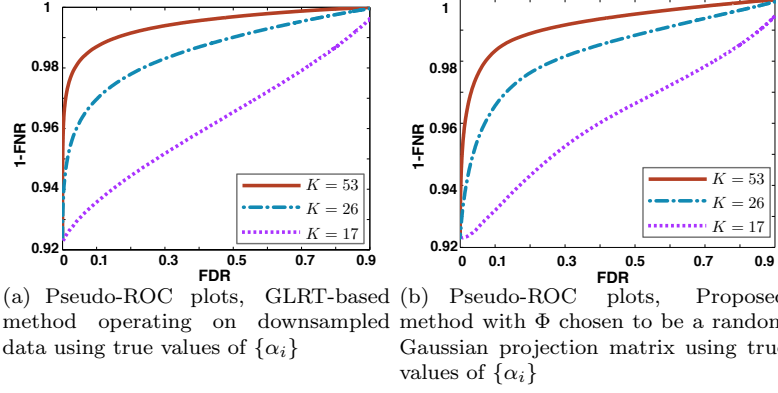 1
0.98
0.96
0.94
0.92
1-FNR
0.1
0.3
0.5
0.7
0.9
FDR
K = 53
K = 26
K = 17
(a) Pseudo-ROC plots, GLRT-based
method operating on downsampled
data using true values of {α_i}
1
0.98
0.96
0.94
0.92
1-FNR
0.1
0.3
0.5
0.7
0.9
FDR
K = 53
K = 26
K = 17
(b) Pseudo-ROC plots, Proposed
method with Φ chosen to be a random
Gaussian projection matrix using true
values of {α_i}